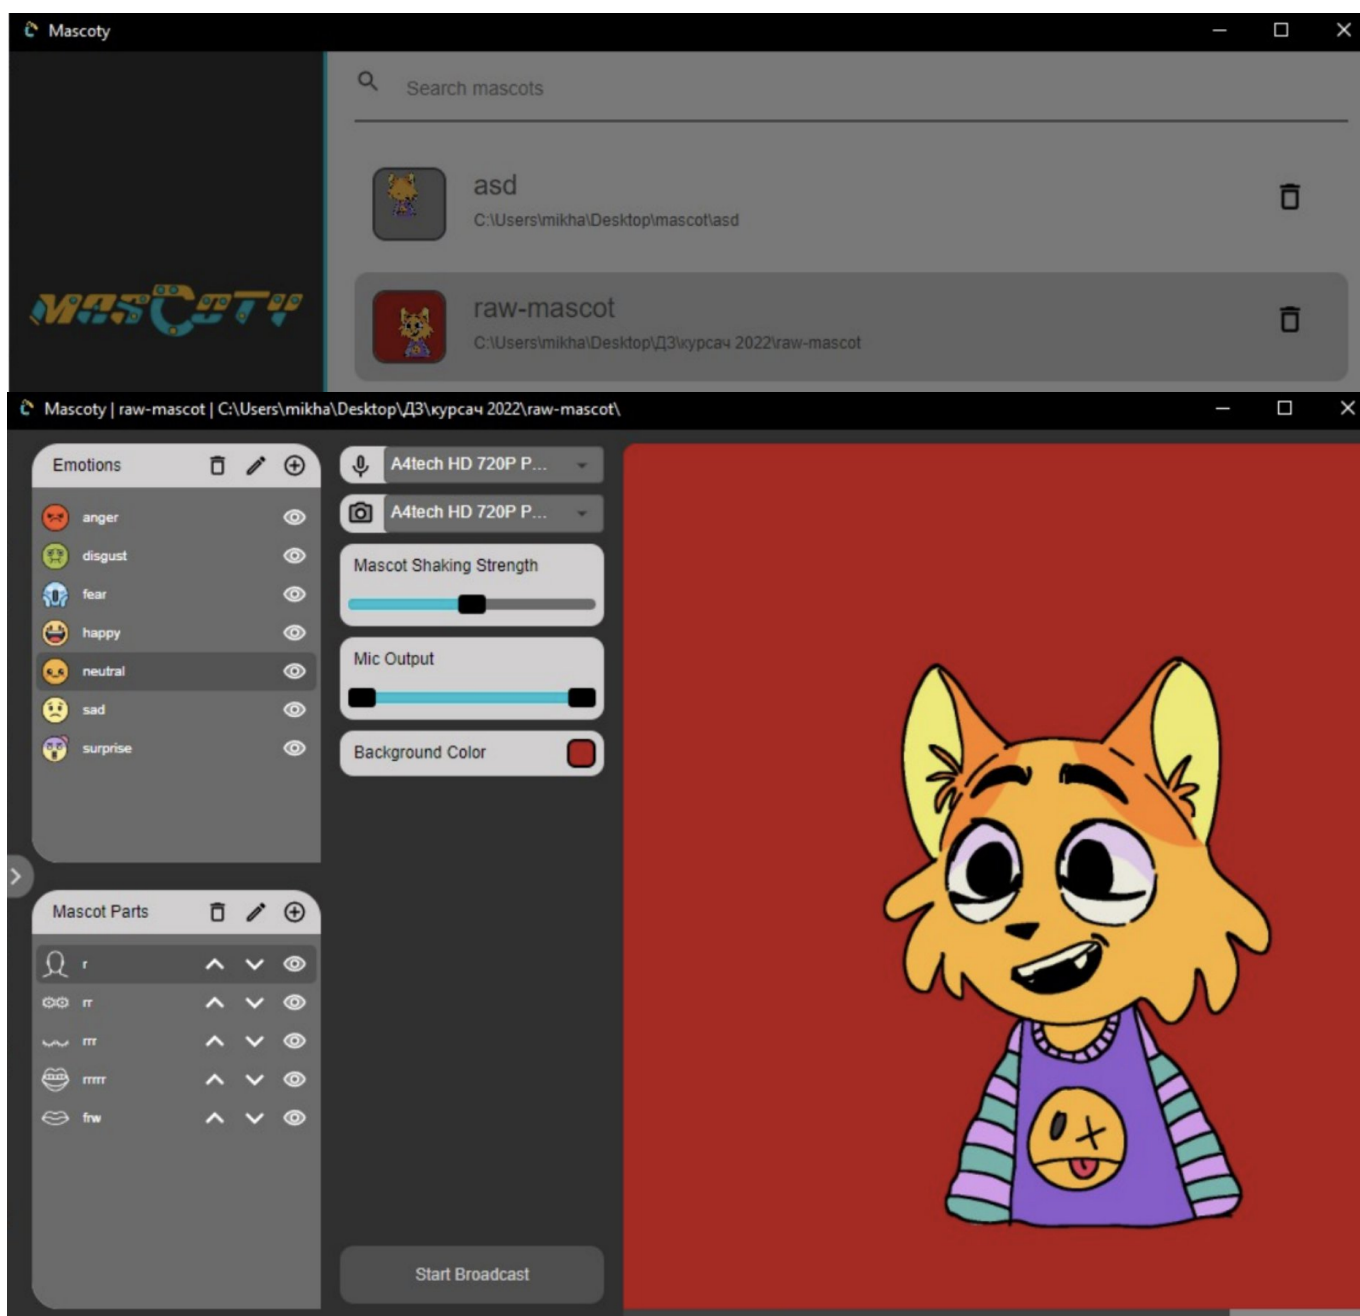 Mascoty
Search mascots
asd
C:\Users\mikha\Desktop\mascot\asd
MASCOTY
raw-mascot
C:\Users\mikha\Desktop\ДЗ\курсач 2022\raw-mascot
Mascoty | raw-mascot | C:\Users\mikha\Desktop\ДЗ\курсач 2022\raw-mascot\
Emotions
anger
disgust
fear
happy
neutral
sad
surprise
Mascot Parts
r
rr
rrr
rrrrr
frw
A4tech HD 720P P...
A4tech HD 720P P...
Mascot Shaking Strength
Mic Output
Background Color
Start Broadcast